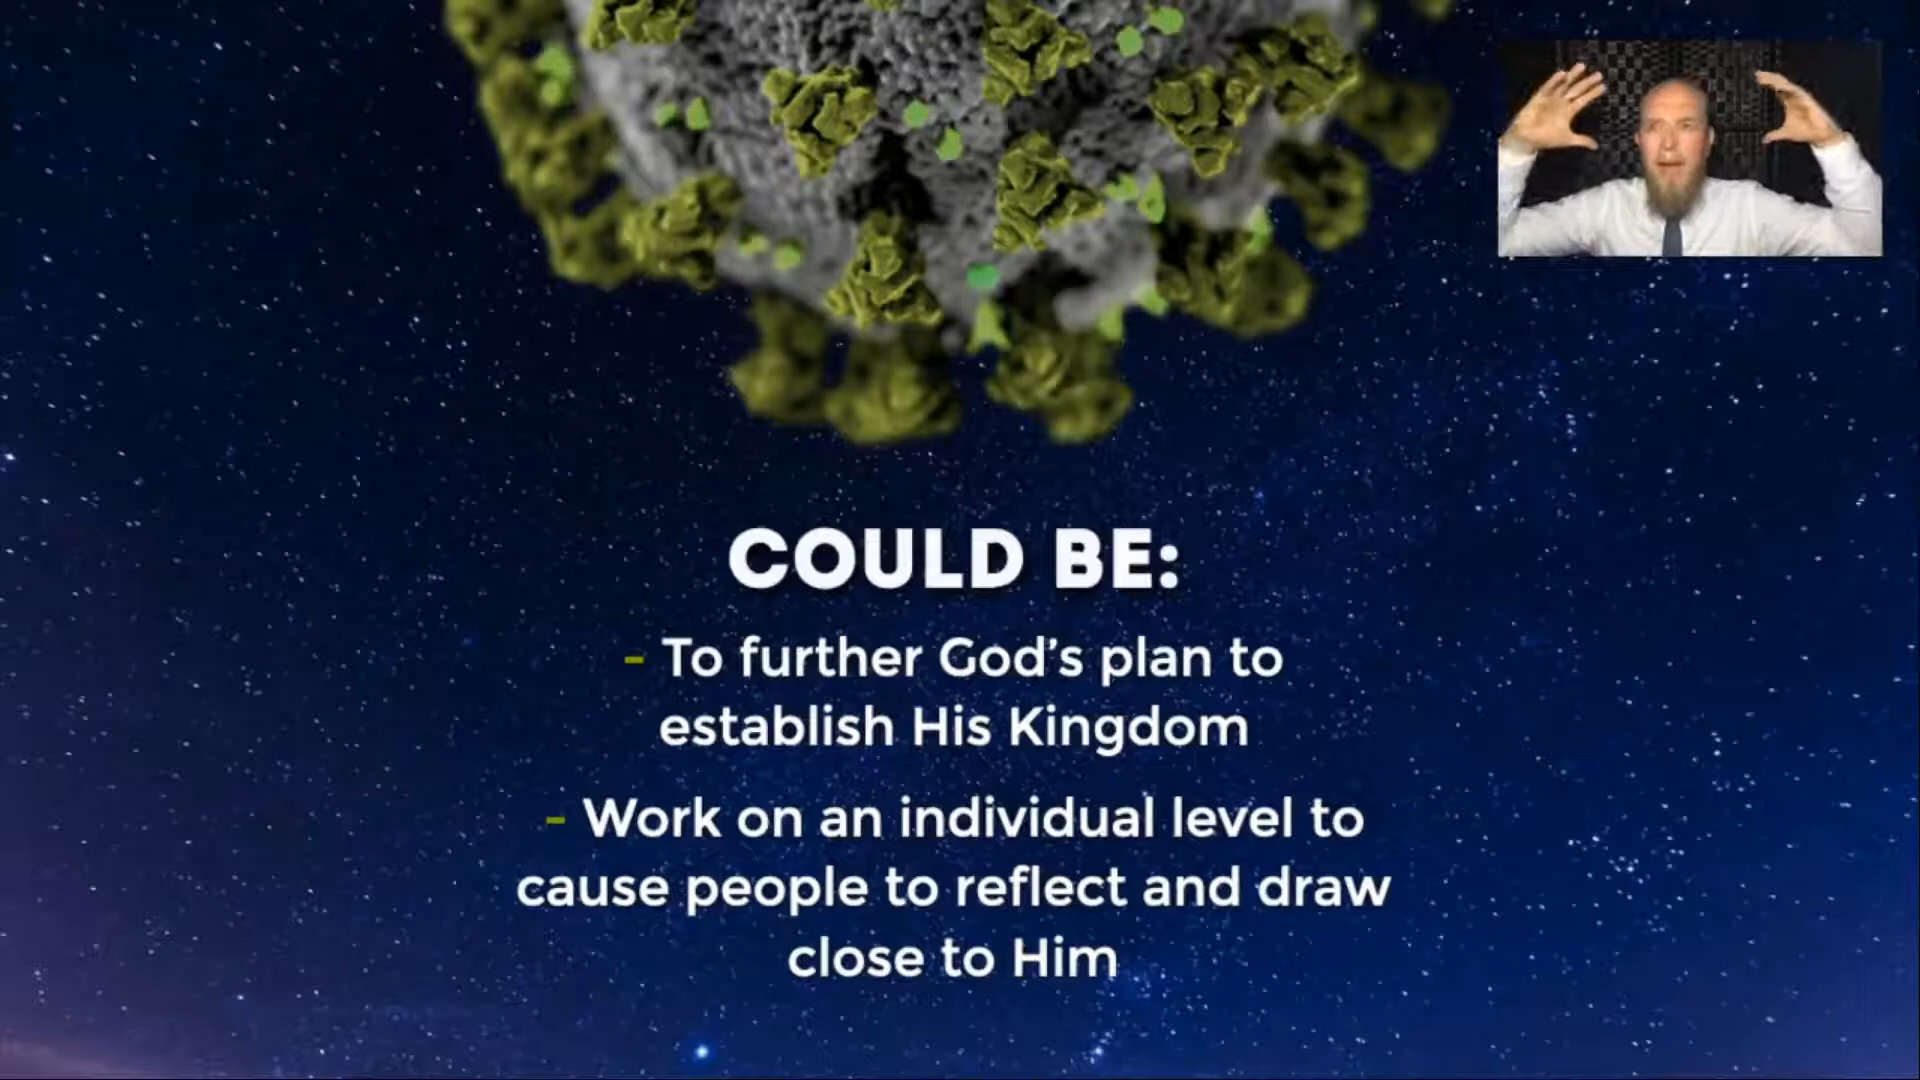 COULD BE:
- To further God’s plan to
establish His Kingdom
- Work on an individual level to
cause people to reflect and draw
close to Him